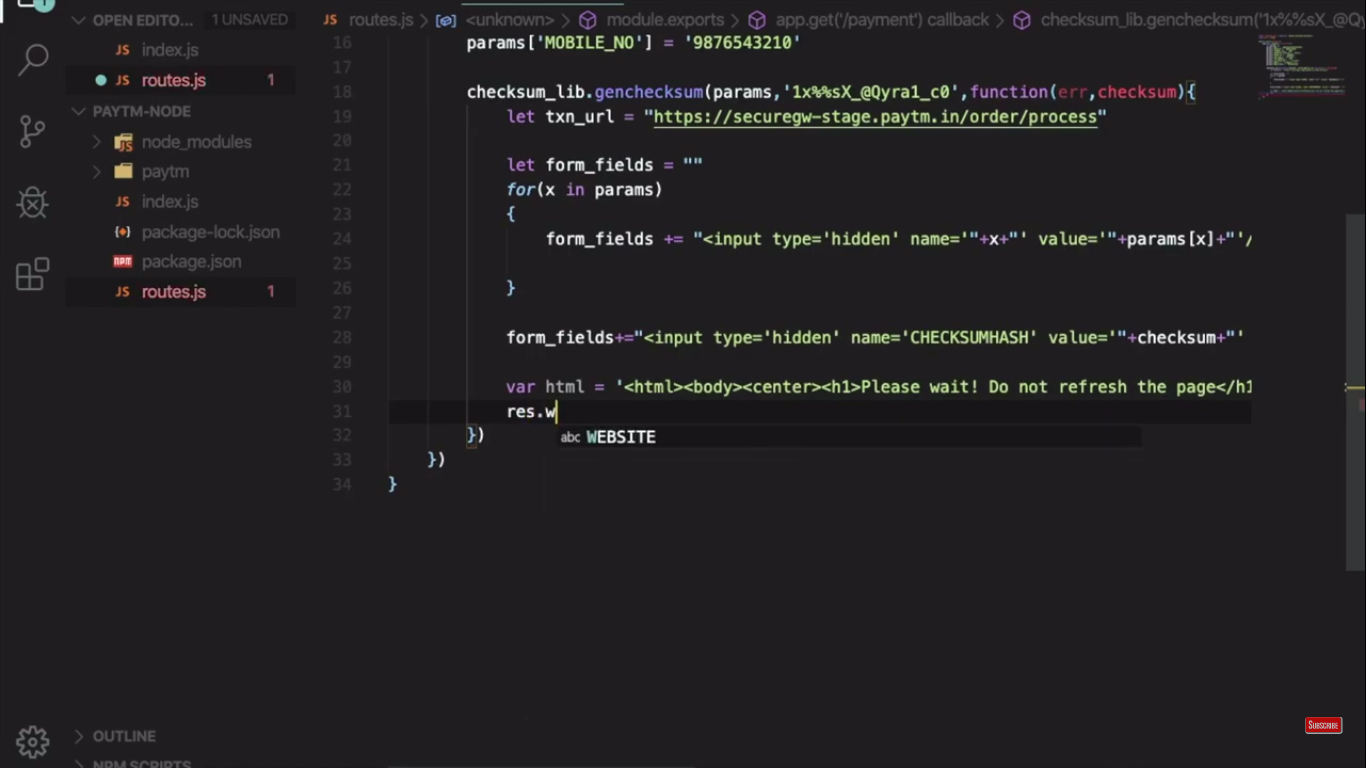 OPEN EDITO... 1 UNSAVED
JS index.js
JS routes.js 1
PAYTM-NODE
node_modules
paytm
JS index.js
package-lock.json
npm package.json
JS routes.js 1
OUTLINE
NPM SCRIPTS
JS routes.js > <unknown> > module.exports > app.get('/payment') callback > checksum_lib.genchecksum('1x%%sX_@Qy
16 params['MOBILE_NO'] = '9876543210'
17
18 checksum_lib.genchecksum(params,'1x%%sX_@Qyra1_c0',function(err,checksum){
19 let txn_url = "https://securegw-stage.paytm.in/order/process"
20
21 let form_fields = ""
22 for(x in params)
23 {
24 form_fields += "<input type='hidden' name='"+x+"' value='"+params[x]+"'/
25
26 }
27
28 form_fields+="<input type='hidden' name='CHECKSUMHASH' value='"+checksum+"'
29
30 var html = '<html><body><center><h1>Please wait! Do not refresh the page</h1
31 res.w
abc WEBSITE
32 })
33 })
34 }
SUBSCRIBE